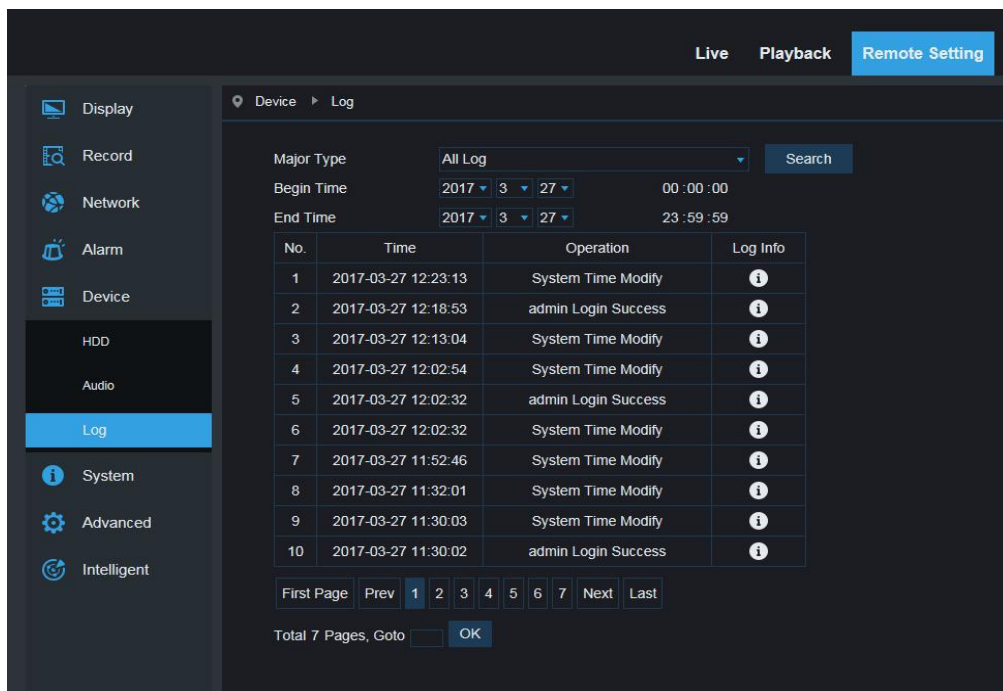 Live Playback Remote Setting
Display
Record
Network
Alarm
Device
HDD
Audio
Log
System
Advanced
Intelligent
Device Log
Major Type All Log Search
Begin Time 2017 3 27 00 :00 :00
End Time 2017 3 27 23 :59 :59
No. Time Operation Log Info
1 2017-03-27 12:23:13 System Time Modify
2 2017-03-27 12:18:53 admin Login Success
3 2017-03-27 12:13:04 System Time Modify
4 2017-03-27 12:02:54 System Time Modify
5 2017-03-27 12:02:32 admin Login Success
6 2017-03-27 12:02:32 System Time Modify
7 2017-03-27 11:52:46 System Time Modify
8 2017-03-27 11:32:01 System Time Modify
9 2017-03-27 11:30:03 System Time Modify
10 2017-03-27 11:30:02 admin Login Success
First Page Prev 1 2 3 4 5 6 7 Next Last
Total 7 Pages, Goto OK